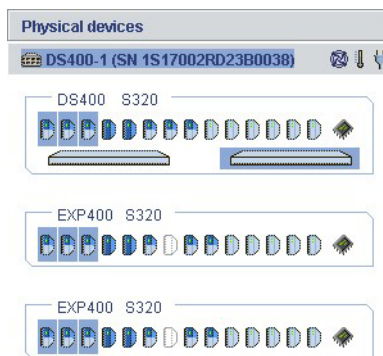 Physical devices
DS400-1 (SN 1S17002RD23B0038)
DS400 S320
EXP400 S320
EXP400 S320